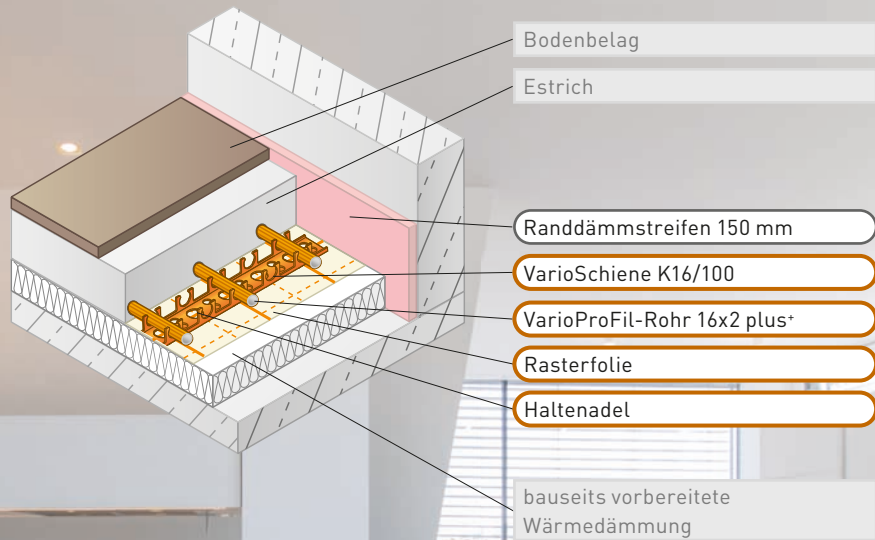 Bodenbelag
Estrich
Randdämmstreifen 150 mm
VarioSchiene K16/100
VarioProFil-Rohr 16x2 plus⁺
Rasterfolie
Haltenadel
bauseits vorbereitete
Wärmedämmung